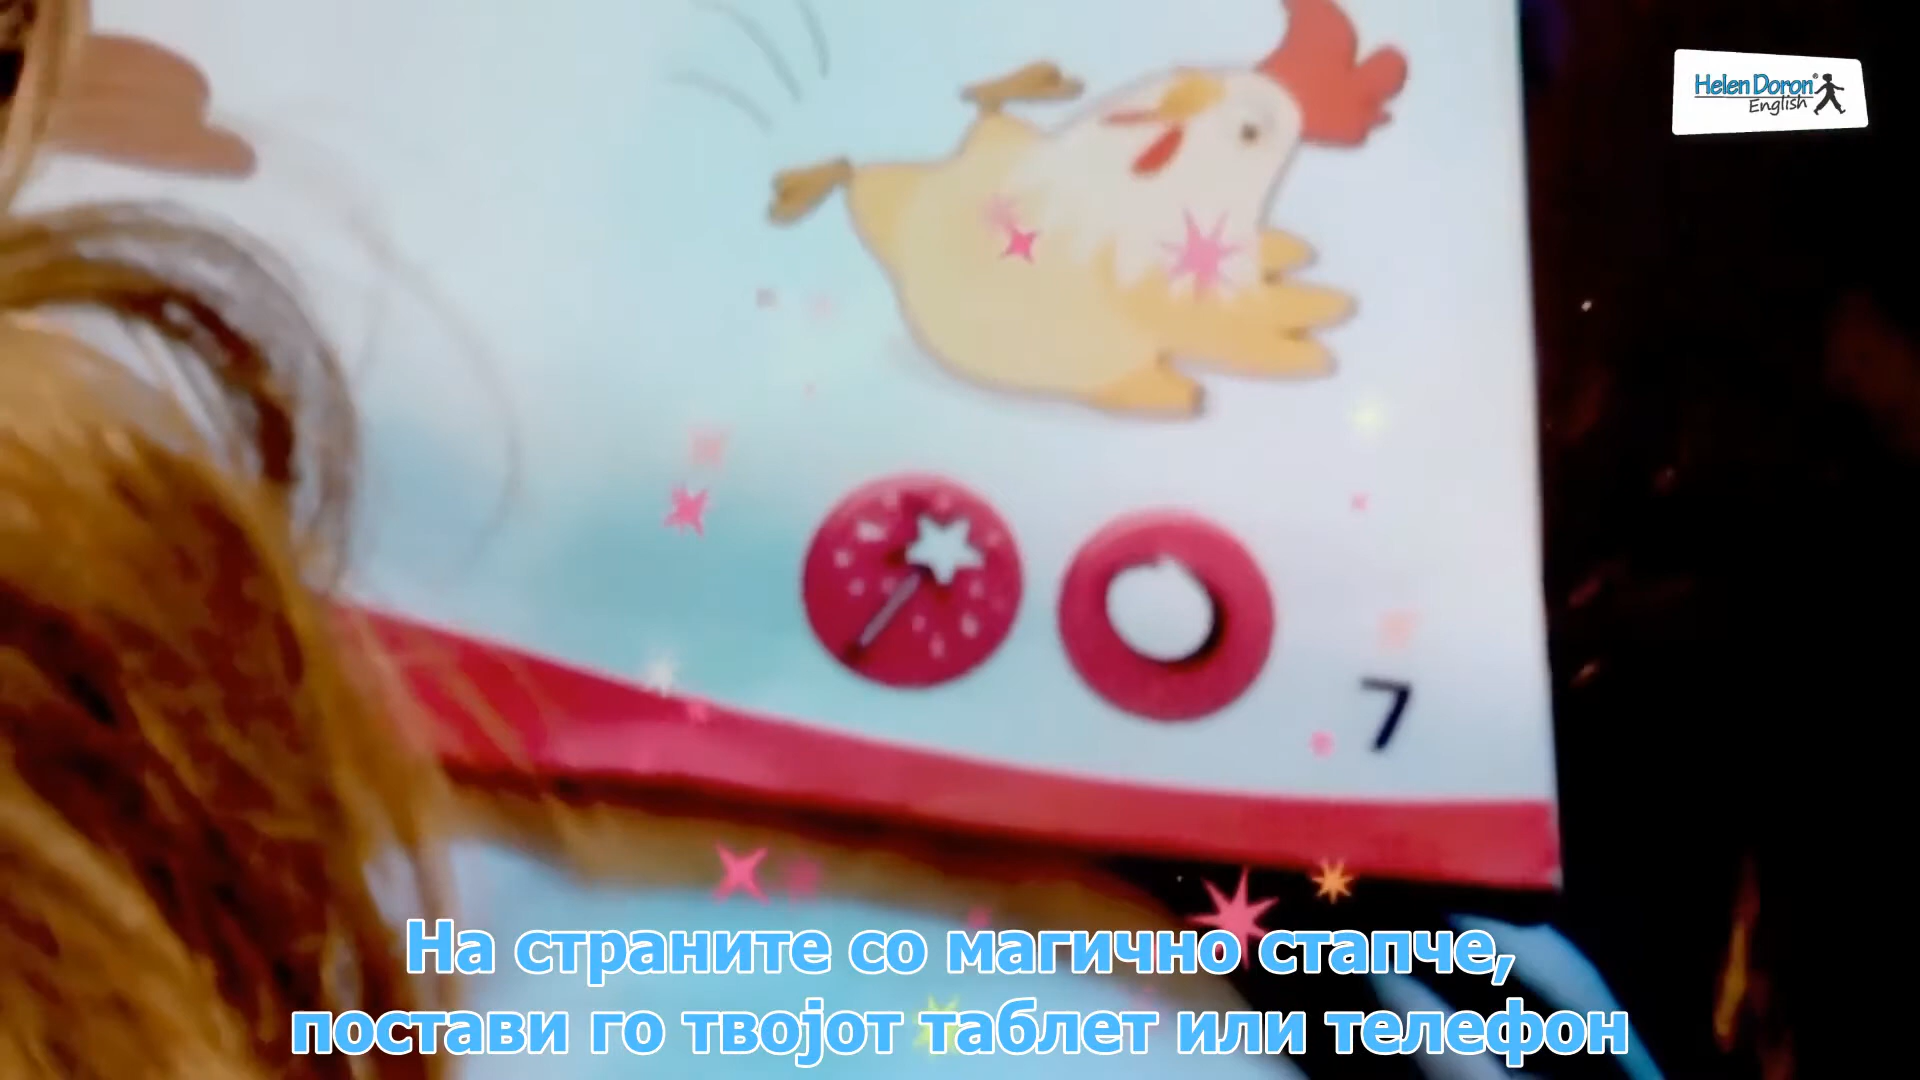 Helen Doron®
English
7
На страните со магично стапче,
постави го твојот таблет или телефон